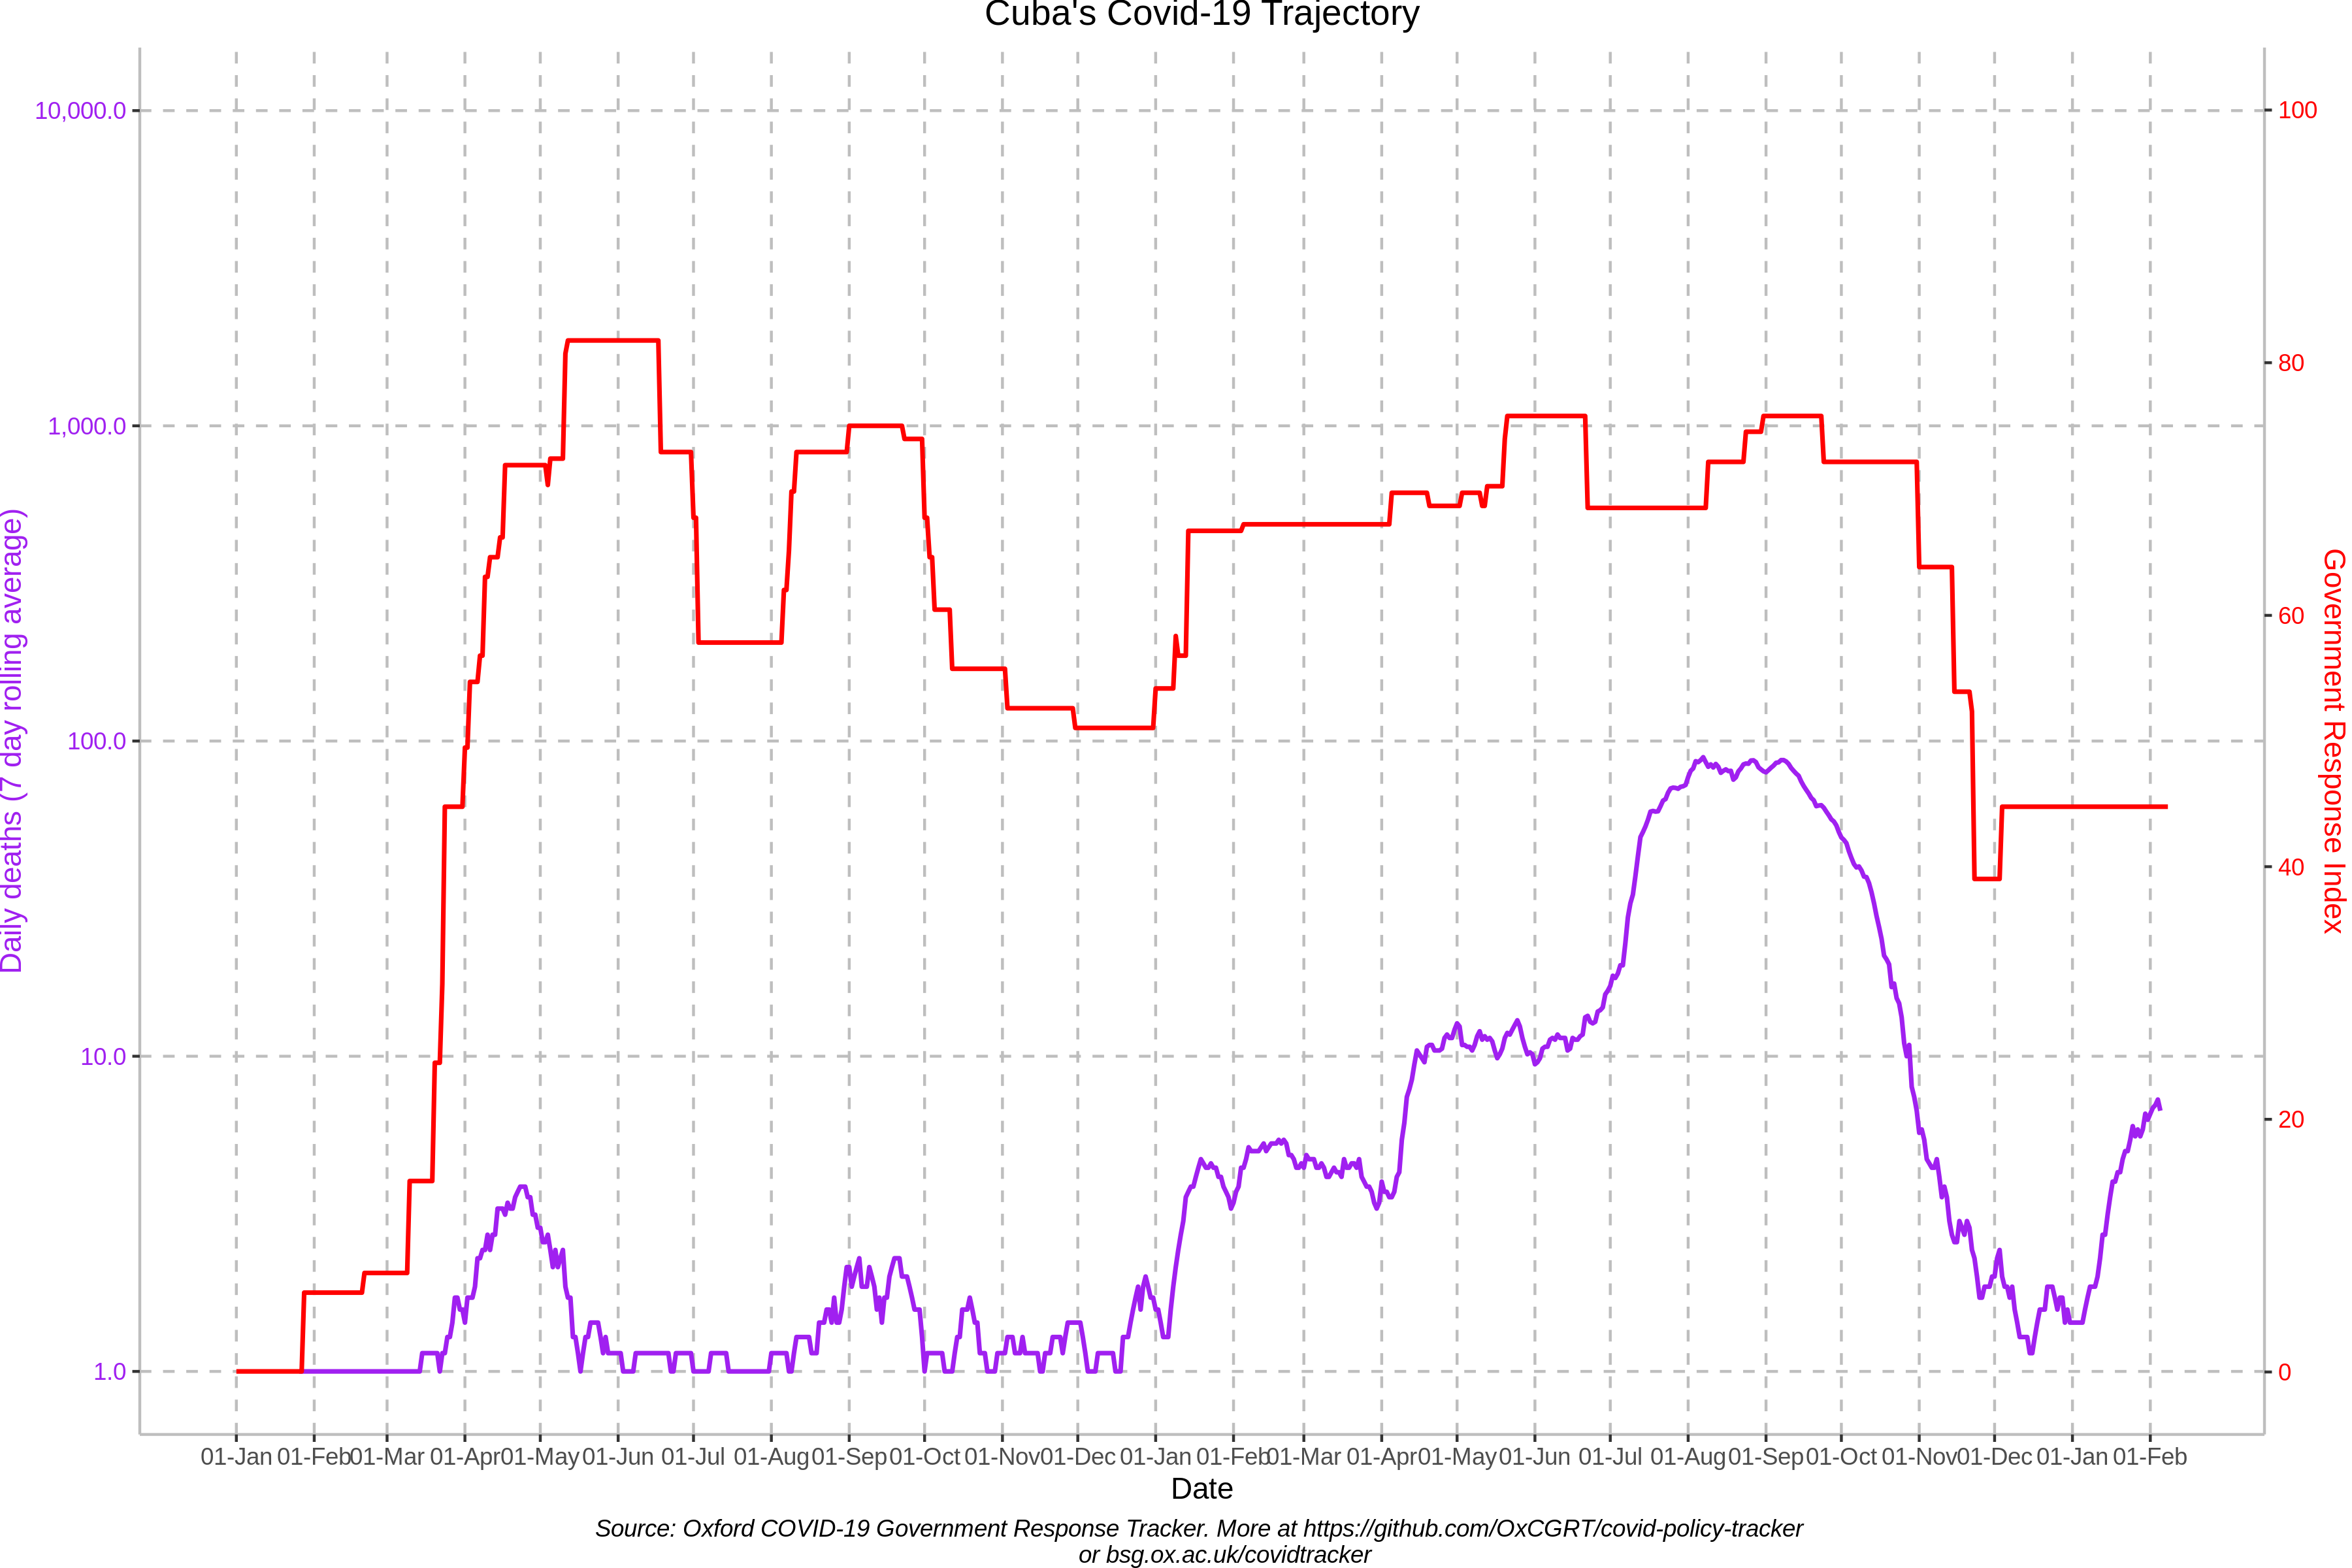 Cuba's Covid-19 Trajectory
10,000.0
1,000.0
100.0
10.0
1.0
Daily deaths (7 day rolling average)
100
80
60
40
20
0
Government Response Index
01-Jan 01-Feb 01-Mar 01-Apr 01-May 01-Jun 01-Jul 01-Aug 01-Sep 01-Oct 01-Nov 01-Dec 01-Jan 01-Feb 01-Mar 01-Apr 01-May 01-Jun 01-Jul 01-Aug 01-Sep 01-Oct 01-Nov 01-Dec 01-Jan 01-Feb
Date
Source: Oxford COVID-19 Government Response Tracker. More at https://github.com/OxCGRT/covid-policy-tracker
or bsg.ox.ac.uk/covidtracker